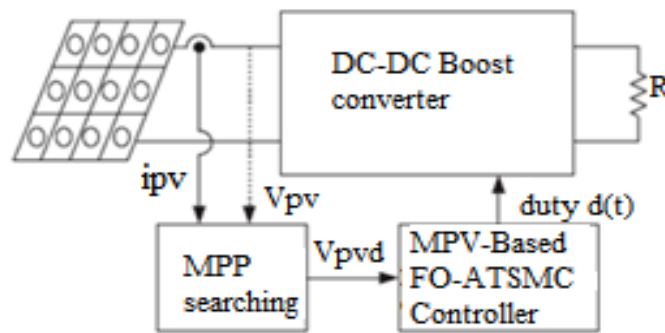 DC-DC Boost
converter
R
ipv
Vpv
duty d(t)
MPP
searching
Vpvd
MPV-Based
FO-ATSMC
Controller